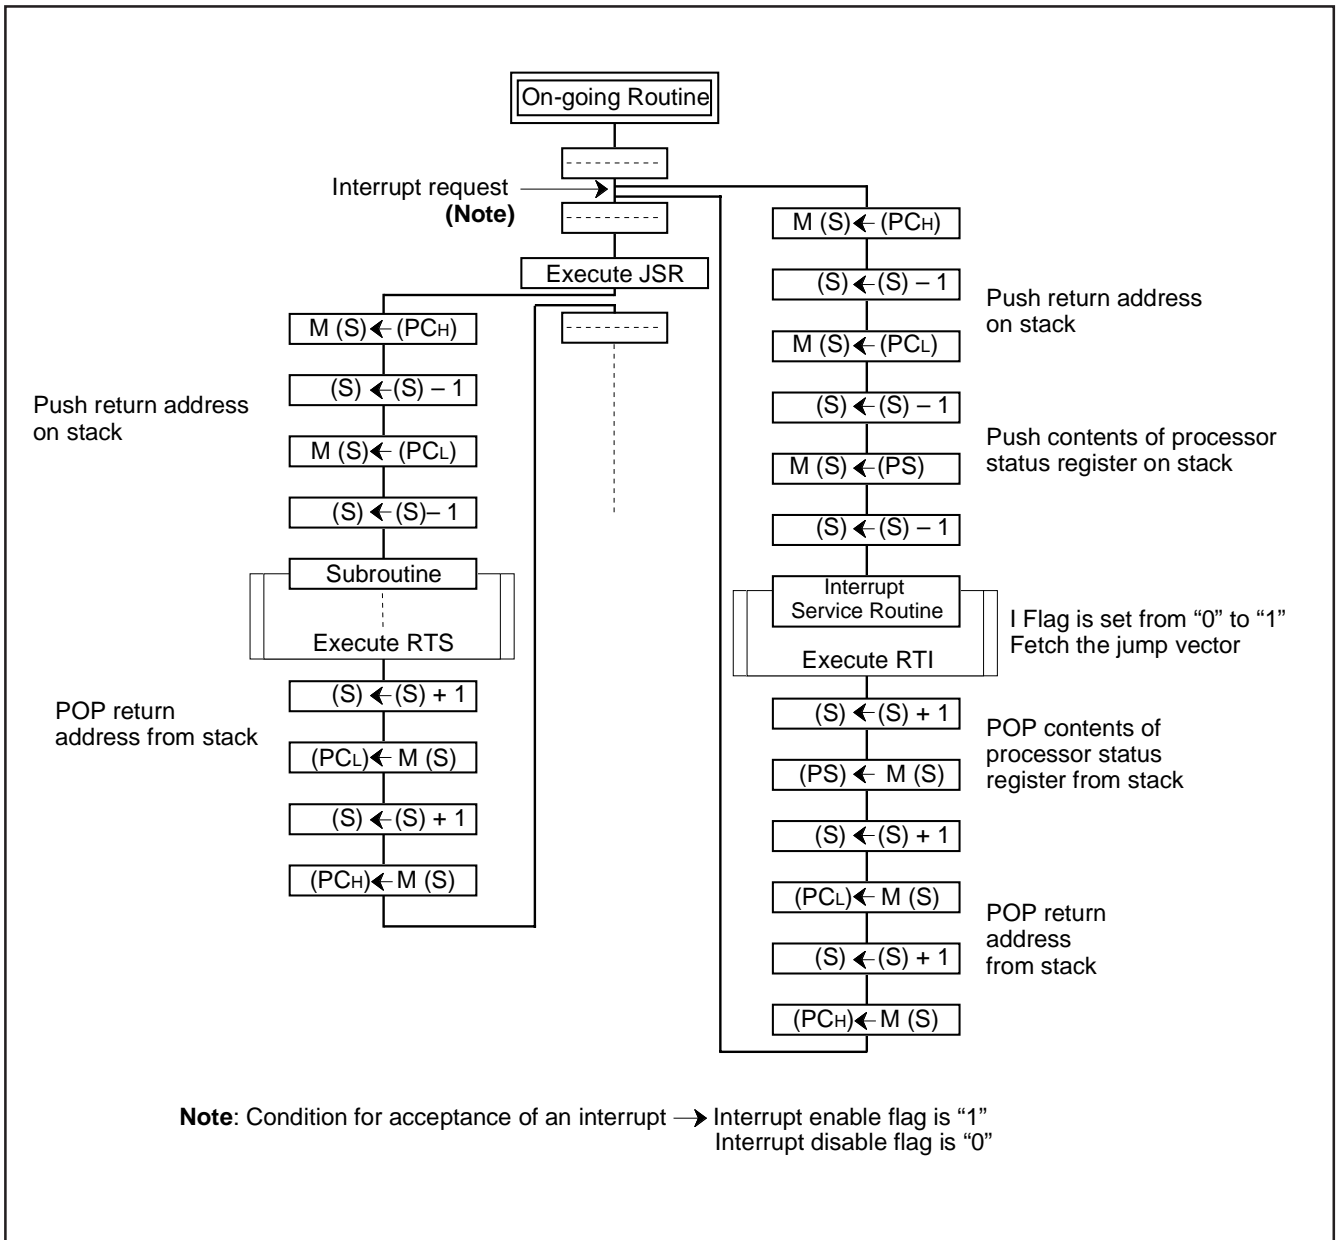 On-going Routine
Interrupt request
(Note)
Execute JSR
M (S) ← (PCH)
(S) ← (S) – 1
M (S) ← (PCL)
(S) ← (S)– 1
Push return address
on stack
Subroutine
Execute RTS
(S) ← (S) + 1
(PCL) ← M (S)
(S) ← (S) + 1
(PCH) ← M (S)
POP return
address from stack
M (S) ← (PCH)
(S) ← (S) – 1
M (S) ← (PCL)
(S) ← (S) – 1
M (S) ← (PS)
(S) ← (S) – 1
Push return address
on stack
Push contents of processor
status register on stack
Interrupt
Service Routine
Execute RTI
I Flag is set from “0” to “1”
Fetch the jump vector
(S) ← (S) + 1
(PS) ← M (S)
(S) ← (S) + 1
(PCL) ← M (S)
(S) ← (S) + 1
(PCH) ← M (S)
POP contents of
processor status
register from stack
POP return
address
from stack
Note: Condition for acceptance of an interrupt → Interrupt enable flag is “1”
Interrupt disable flag is “0”